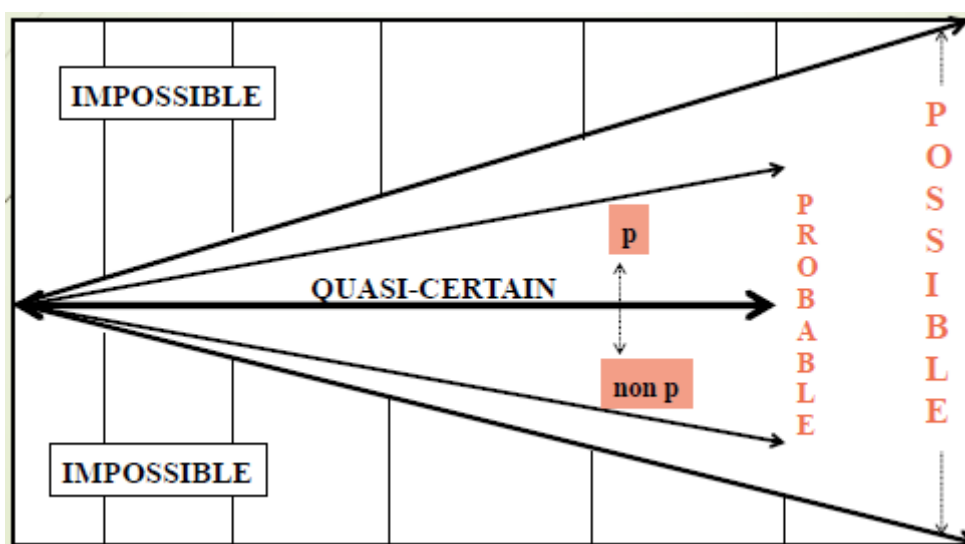 IMPOSSIBLE
POSSIBLE
PROBABLE
p
QUASI-CERTAIN
non p
IMPOSSIBLE